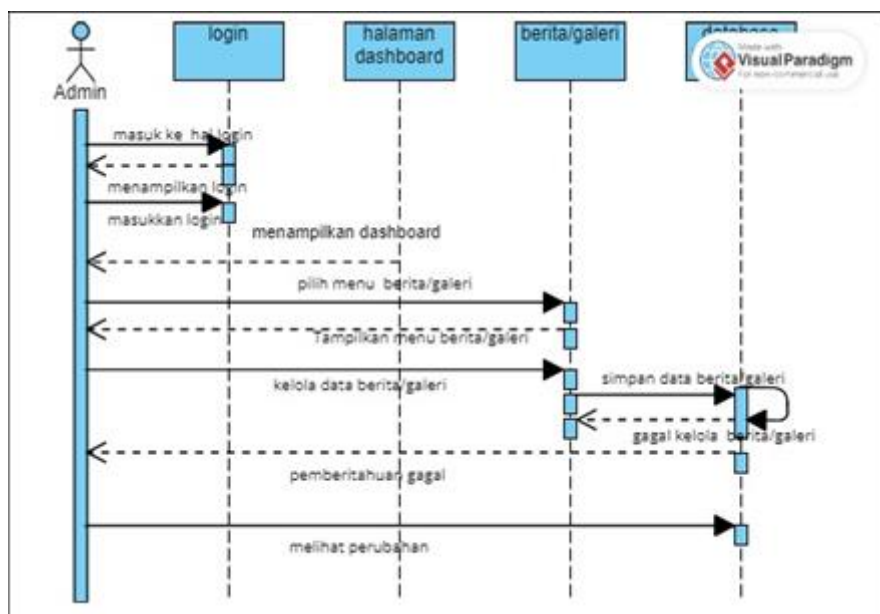 login
halaman
dashboard
berita/galeri
database
Made with
VisualParadigm
For non-commercial use
Admin
masuk ke hal login
menampilkan login
masukkan login
menampilkan dashboard
pilih menu berita/galeri
Tampilkan menu berita/galeri
kelola data berita/galeri
simpan data berita/galeri
gagal kelola berita/galeri
pemberitahuan gagal
melihat perubahan